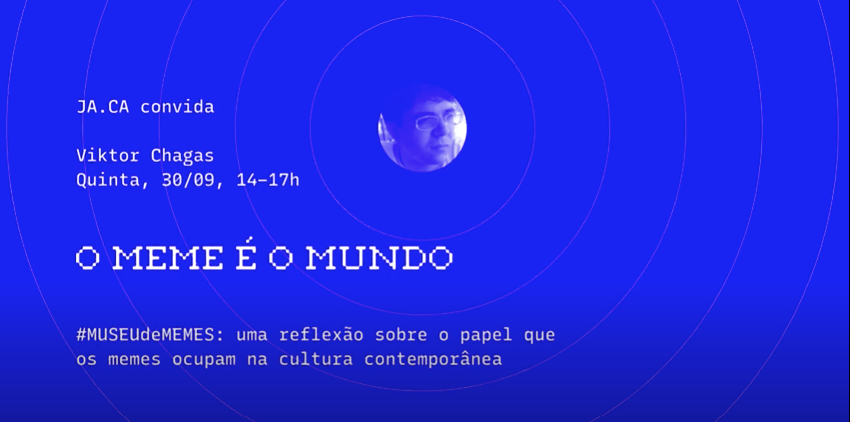 JA.CA convida
Viktor Chagas
Quinta, 30/09, 14–17h
O MEME É O MUNDO
#MUSEUdeMEMES: uma reflexão sobre o papel que
os memes ocupam na cultura contemporânea